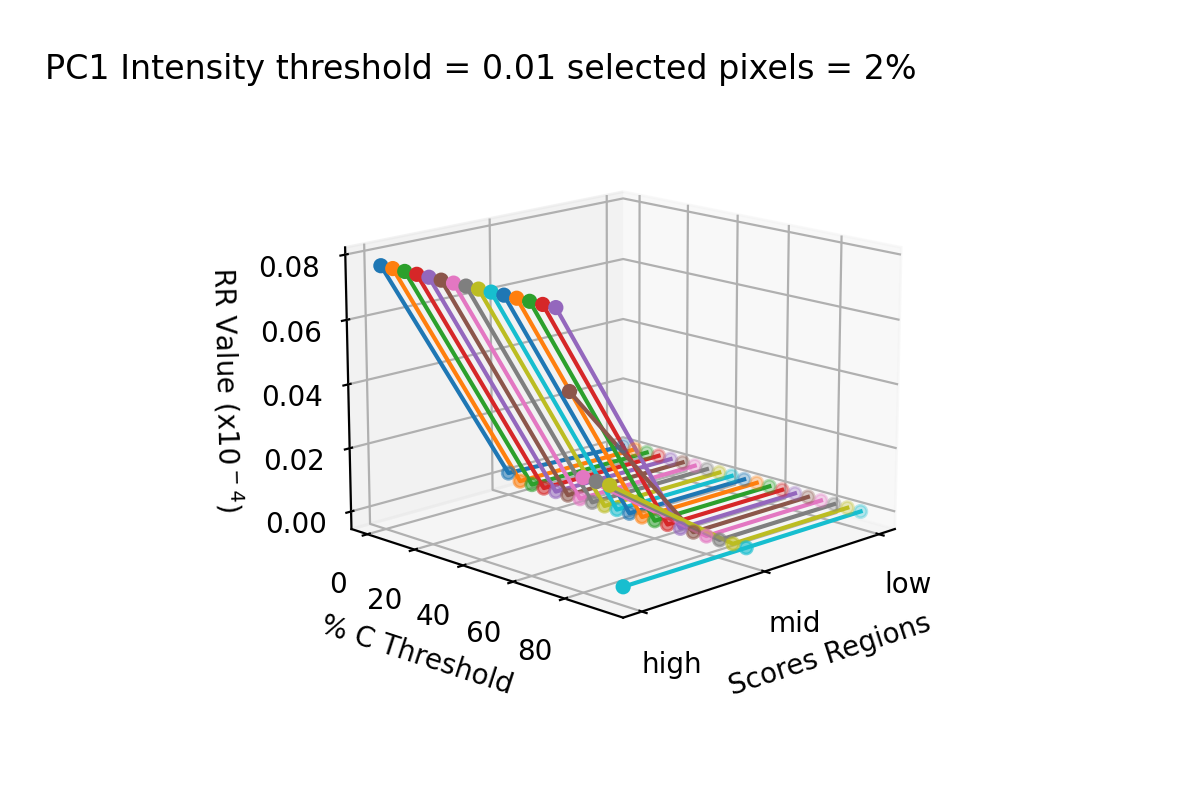 PC1 Intensity threshold = 0.01 selected pixels = 2%
RR Value (x10⁻⁴)
0.08
0.06
0.04
0.02
0.00
0
20
40
60
80
% C Threshold
high
mid
low
Scores Regions